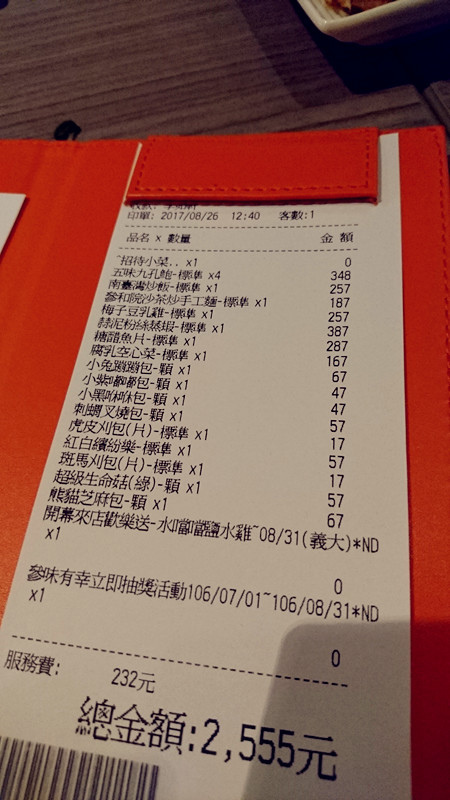 印單: 2017/08/26 12:40 客數:1
品名 x 數量 金額
^招待小菜.. x1 0
五味九孔鮑-標準 x4 348
南臺灣炒飯-標準 x1 257
參和院沙茶炒手工麵-標準 x1 187
梅子豆乳雞-標準 x1 257
蒜泥粉絲蒸蝦-標準 x1 387
糖醋魚片-標準 x1 287
腐乳空心菜-標準 x1 167
小兔蹦蹦包-顆 x1 67
小紫嘟嘟包-顆 x1 47
小黑咻咻包-顆 x1 47
刺蝟叉燒包-顆 x1 57
虎皮刈包(片)-標準 x1 17
紅白繽紛樂-標準 x1 57
斑馬刈包(片)-標準 x1 17
超級生命菇(綠)-顆 x1 57
熊貓芝麻包-顆 x1 67
開幕來店歡樂送-水噹噹鹽水雞~08/31(義大)*ND
x1
0
參味有幸立即抽獎活動106/07/01~106/08/31*ND
x1
0
服務費: 232元
總金額:2,555元